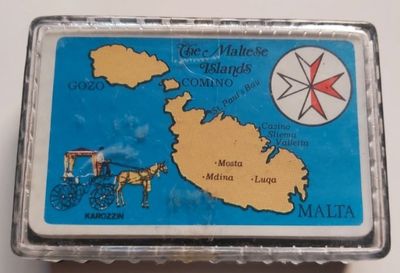 The Maltese
Islands
GOZO
COMINO
St. Paul's Bay
Casino
Sliema
Valletta
Mosta
Mdina
Luqa
KAROZZIN
MALTA